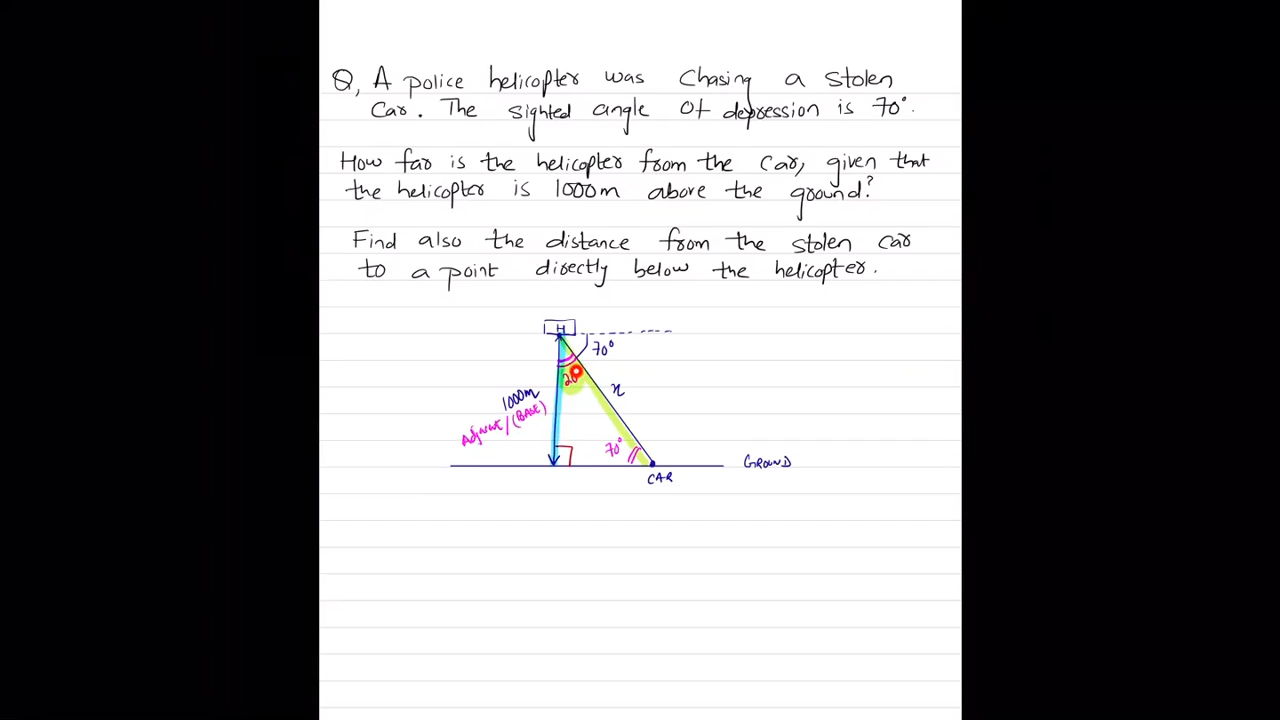 Q, A police helicopter was chasing a stolen
car. The sighted angle of depression is 70°.
How far is the helicopter from the car, given that
the helicopter is 1000m above the ground?
Find also the distance from the stolen car
to a point directly below the helicopter.
H
70°
20
x
1000m
Adjacent/(BASE)
70°
GROUND
CAR